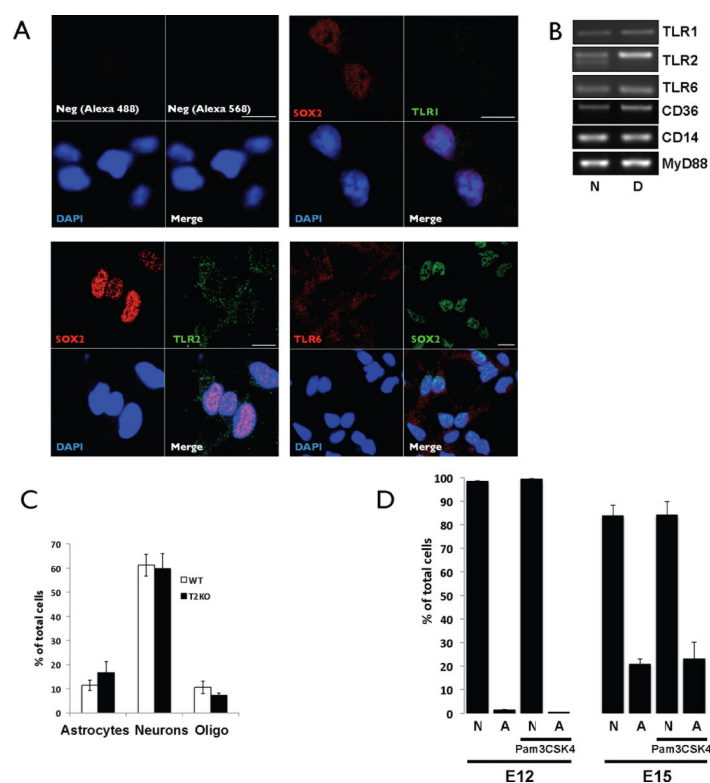 A
Neg (Alexa 488)
Neg (Alexa 568)
DAPI
Merge
SOX2
TLR1
DAPI
Merge
SOX2
TLR2
DAPI
Merge
TLR6
SOX2
DAPI
Merge
B
TLR1
TLR2
TLR6
CD36
CD14
MyD88
N D
C
% of total cells
70
60
50
40
30
20
10
0
WT
T2KO
Astrocytes Neurons Oligo
D
% of total cells
100
90
80
70
60
50
40
30
20
10
0
N A N A N A N A
Pam3CSK4 Pam3CSK4
E12 E15